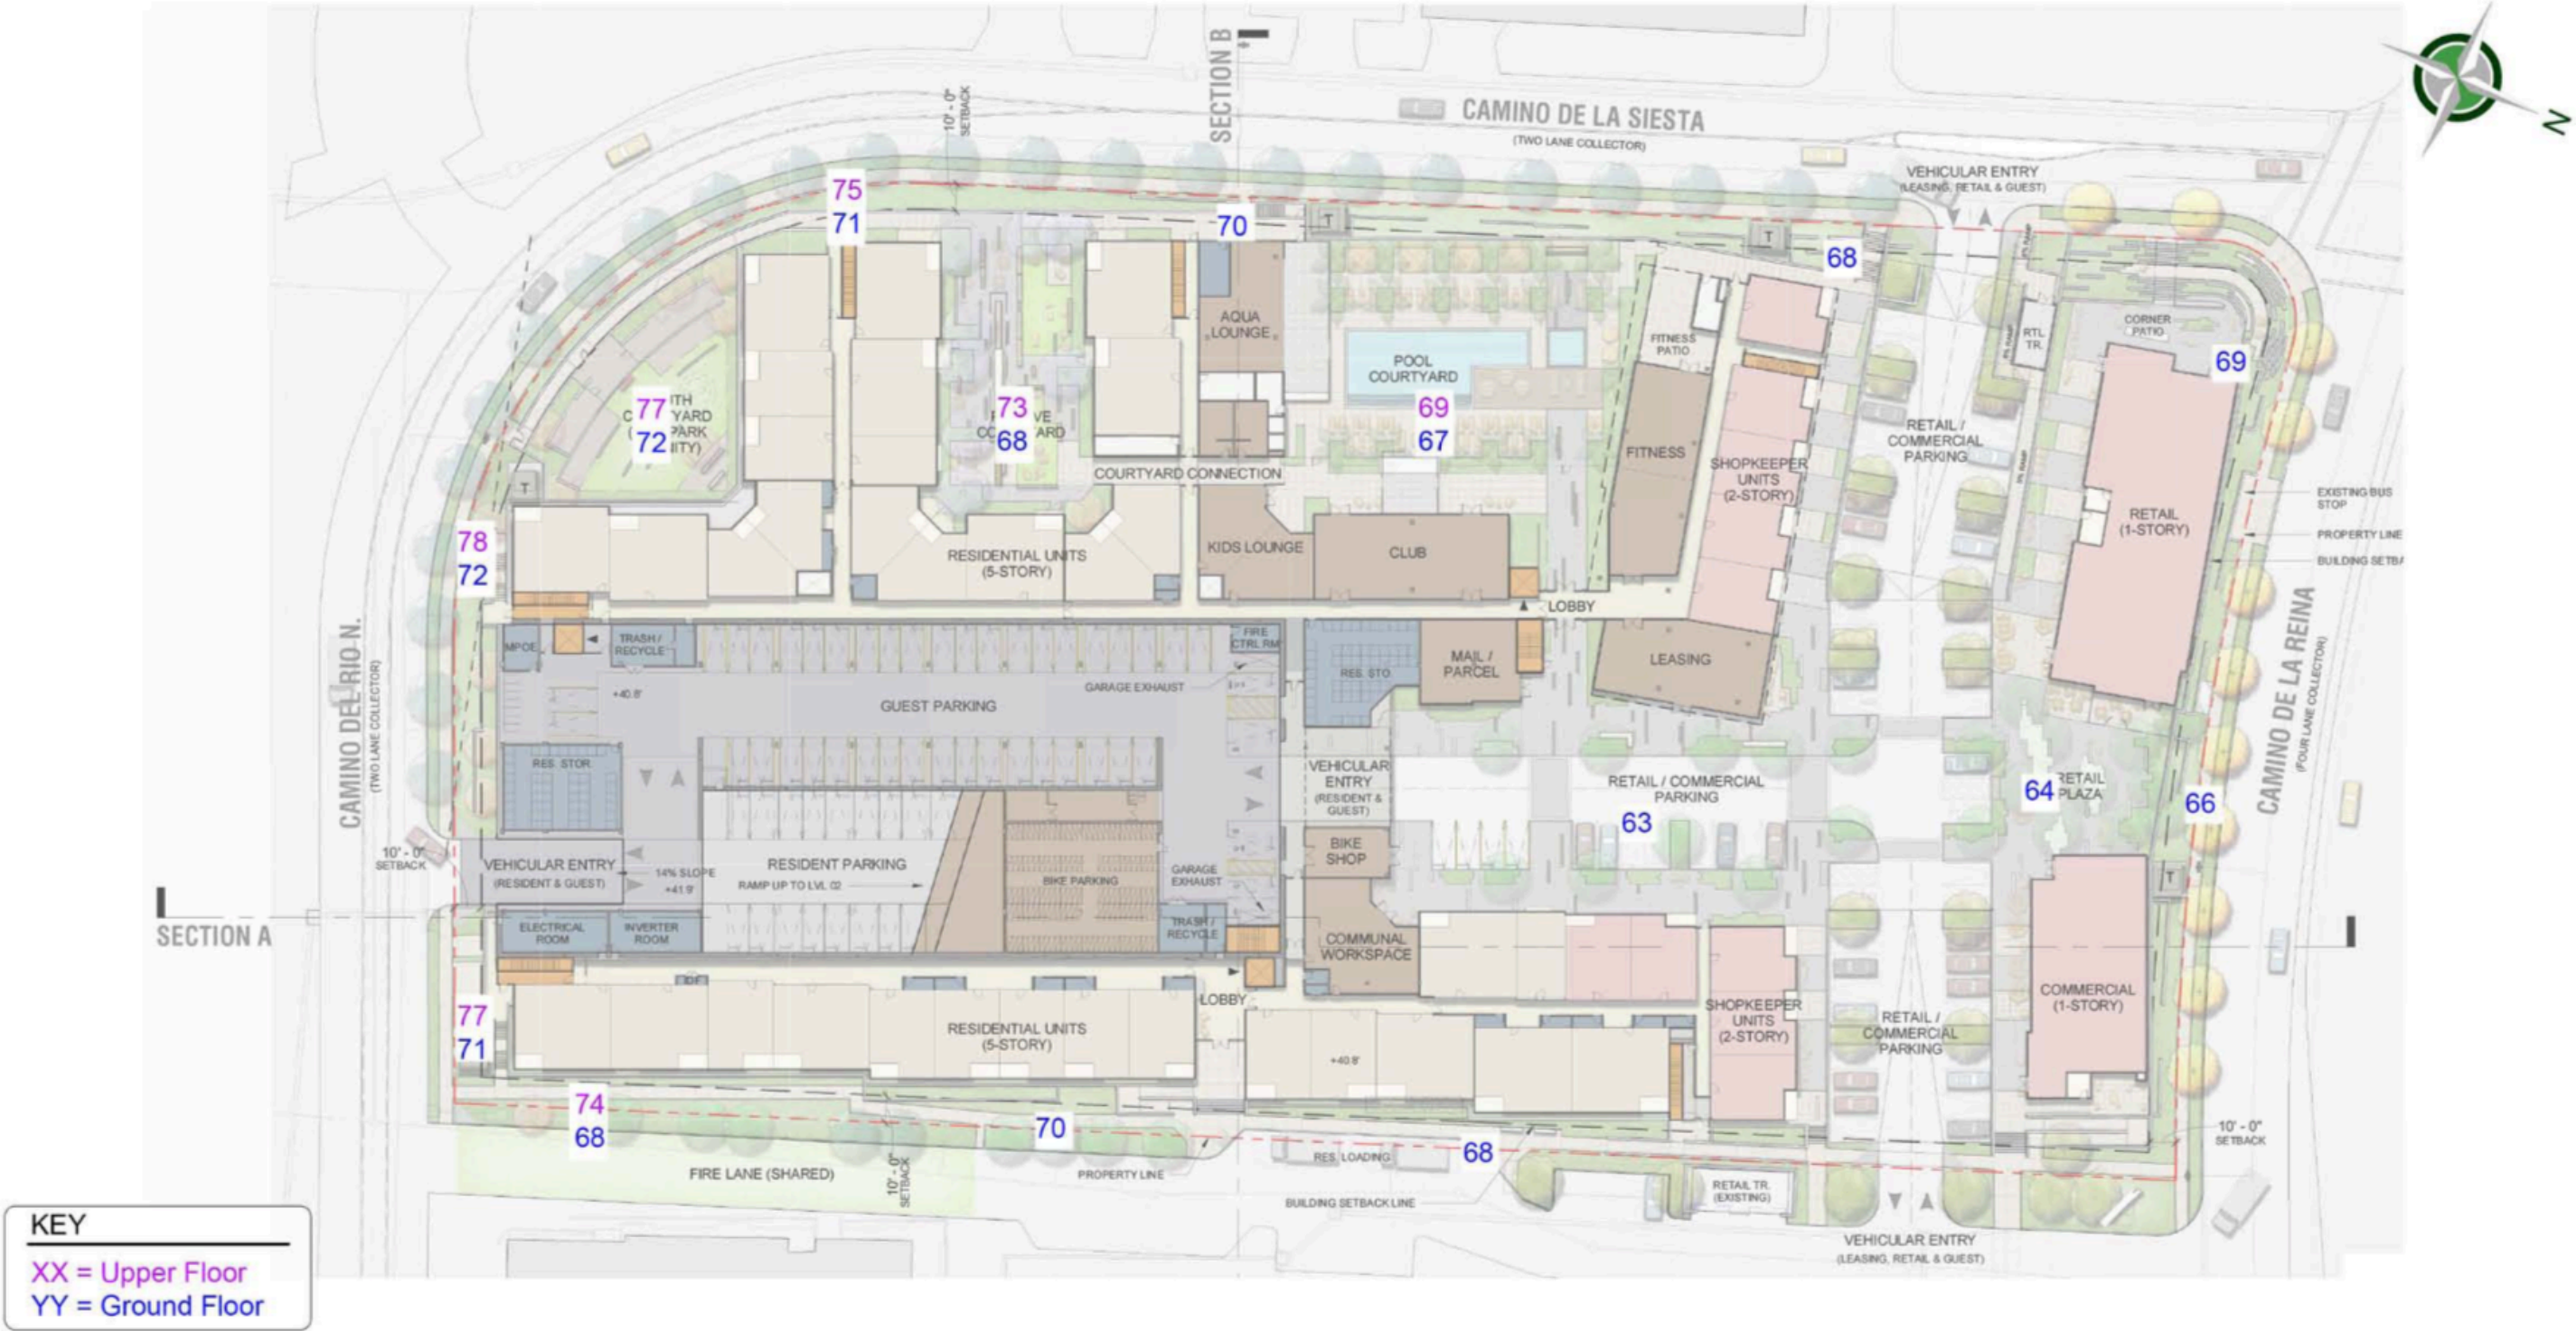 SECTION B
10' - 0"
SETBACK
CAMINO DE LA SIESTA
(TWO LANE COLLECTOR)
N
VEHICULAR ENTRY
(LEASING, RETAIL & GUEST)
75
71
70
T
T
68
AQUA
LOUNGE
POOL
COURTYARD
FITNESS
PATIO
RTL
TR.
CORNER
PATIO
69
77
72
73
68
69
67
COURTYARD CONNECTION
FITNESS
SHOPKEEPER
UNITS
(2-STORY)
RETAIL /
COMMERCIAL
PARKING
RETAIL
(1-STORY)
EXISTING BUS
STOP
PROPERTY LINE
BUILDING SETBA
T
78
72
RESIDENTIAL UNITS
(5-STORY)
KIDS LOUNGE
CLUB
LOBBY
CAMINO DEL RIO N.
(TWO LANE COLLECTOR)
MPOE
TRASH /
RECYCLE
FIRE
CTRL RM
RES. STO
MAIL /
PARCEL
LEASING
+40.8'
GARAGE EXHAUST
GUEST PARKING
CAMINO DE LA REINA
(FOUR LANE COLLECTOR)
RES. STOR
VEHICULAR
ENTRY
(RESIDENT &
GUEST)
RETAIL / COMMERCIAL
PARKING
63
64
RETAIL
PLAZA
66
10' - 0"
SETBACK
VEHICULAR ENTRY
(RESIDENT & GUEST)
14% SLOPE
+41.9'
RESIDENT PARKING
RAMP UP TO LVL 02
BIKE PARKING
GARAGE
EXHAUST
BIKE
SHOP
T
SECTION A
ELECTRICAL
ROOM
INVERTER
ROOM
TRASH /
RECYCLE
COMMUNAL
WORKSPACE
IDF
LOBBY
77
71
RESIDENTIAL UNITS
(5-STORY)
+40.8'
SHOPKEEPER
UNITS
(2-STORY)
RETAIL /
COMMERCIAL
PARKING
COMMERCIAL
(1-STORY)
74
68
70
68
10' - 0"
SETBACK
FIRE LANE (SHARED)
10' - 0"
SETBACK
PROPERTY LINE
RES. LOADING
BUILDING SETBACK LINE
RETAIL TR.
(EXISTING)
VEHICULAR ENTRY
(LEASING, RETAIL & GUEST)
KEY
XX = Upper Floor
YY = Ground Floor